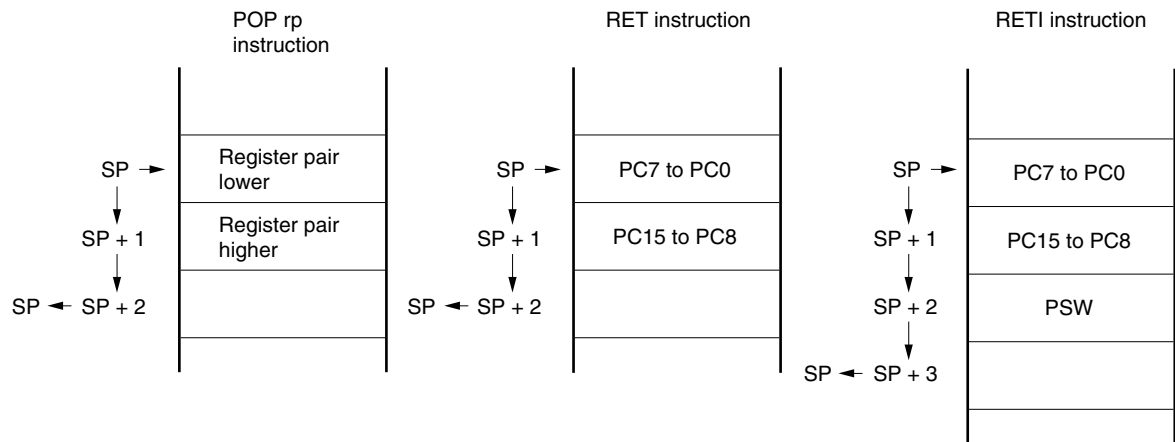 POP rp
instruction
RET instruction
RETI instruction
SP
Register pair
lower
SP + 1
Register pair
higher
SP
SP + 2
SP
PC7 to PC0
SP + 1
PC15 to PC8
SP
SP + 2
SP
PC7 to PC0
SP + 1
PC15 to PC8
SP + 2
PSW
SP
SP + 3